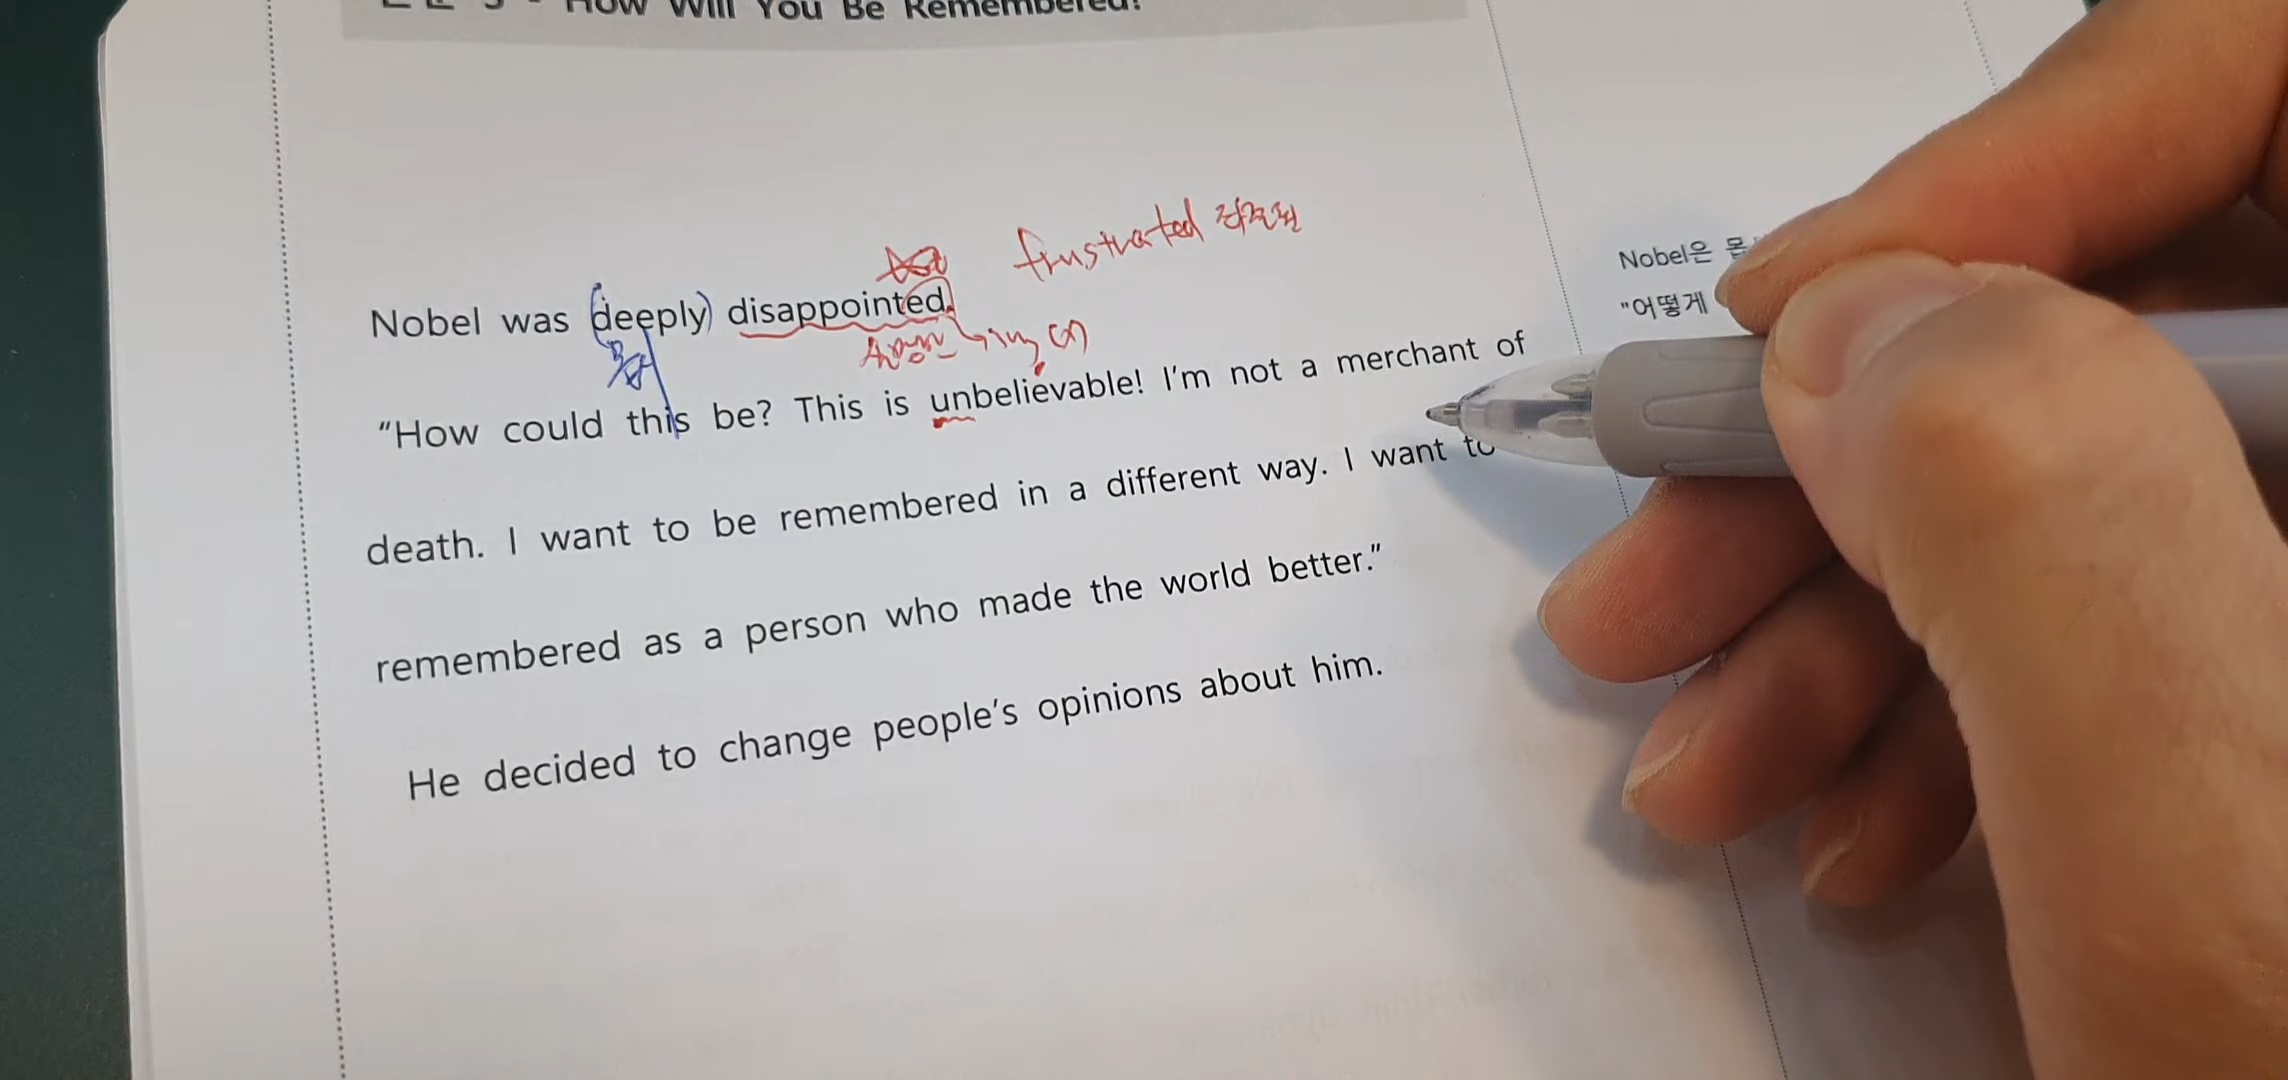 3 - How Will You Be Remembered?
frustrated 좌절된
Nobel was (deeply) disappointed.
"How could this be? This is unbelievable! I'm not a merchant of
death. I want to be remembered in a different way. I want to
remembered as a person who made the world better."
He decided to change people's opinions about him.
Nobel은 몹
"어떻게